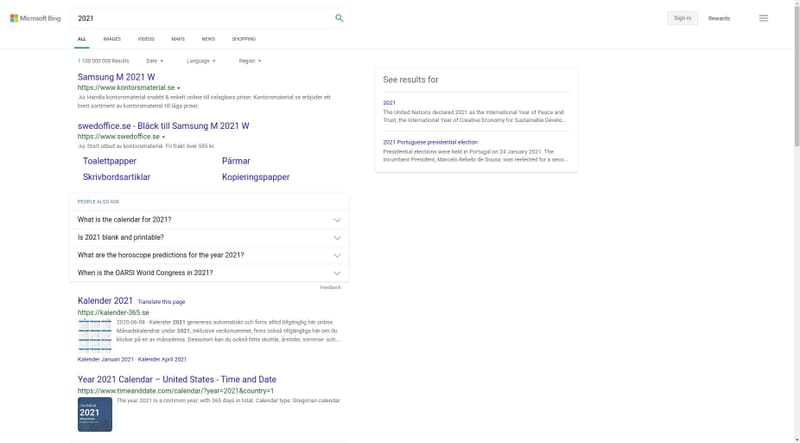 Microsoft Bing
2021
Sign in
Rewards
ALL IMAGES VIDEOS MAPS NEWS SHOPPING
1 100 000 000 Results Date Language Region
Samsung M 2021 W
https://www.kontorsmaterial.se
Ad Handla kontorsmaterial snabbt & enkelt online till oslagbara priser. Kontorsmaterial.se erbjuder ett
brett sortiment av kontorsmaterial till låga priser.
swedoffice.se - Bläck till Samsung M 2021 W
https://www.swedoffice.se
Ad Stort utbud av kontorsmaterial. Fri frakt över 595 kr.
Toalettpapper Pärmar
Skrivbordsartiklar Kopieringspapper
PEOPLE ALSO ASK
What is the calendar for 2021?
Is 2021 blank and printable?
What are the horoscope predictions for the year 2021?
When is the OARSI World Congress in 2021?
Feedback
Kalender 2021 Translate this page
https://kalender-365.se
2020-06-04 · Kalender 2021 genereras automatiskt och finns alltid tillgänglig här online.
Månadskalendrar under 2021, inklusive veckonummer, finns också tillgängliga här om du
klickar på en av månaderna. Dessutom kan du också hitta skottår, årstider, sommar- och...
Kalender Januari 2021 · Kalender April 2021
Year 2021 Calendar – United States - Time and Date
https://www.timeanddate.com/calendar/?year=2021&country=1
CALENDAR
2021
The year 2021 is a common year, with 365 days in total. Calendar type: Gregorian calendar
See results for
2021
The United Nations declared 2021 as the International Year of Peace and
Trust, the International Year of Creative Economy for Sustainable Develo...
2021 Portuguese presidential election
Presidential elections were held in Portugal on 24 January 2021. The
incumbent President, Marcelo Rebelo de Sousa, was reelected for a seco...